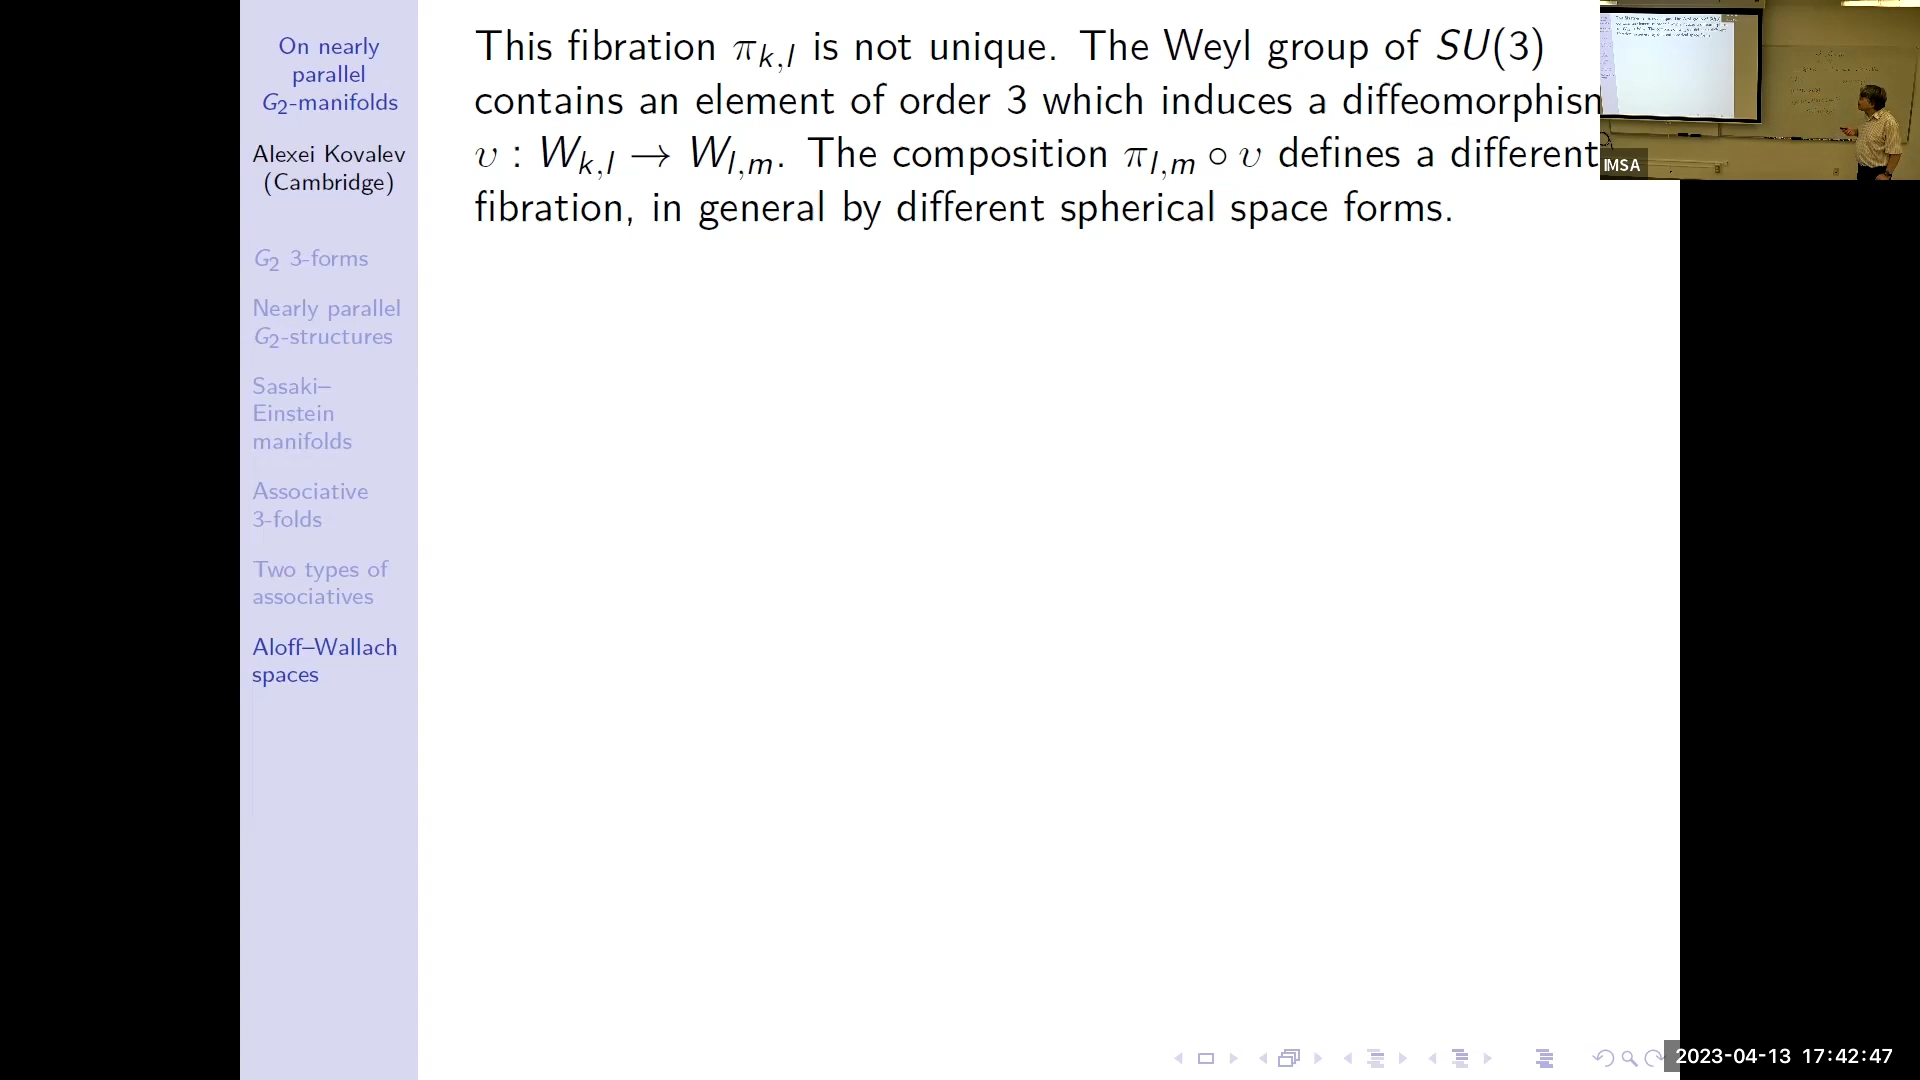 On nearly
parallel
G₂-manifolds
Alexei Kovalev
(Cambridge)
G₂ 3-forms
Nearly parallel
G₂-structures
Sasaki–
Einstein
manifolds
Associative
3-folds
Two types of
associatives
Aloff–Wallach
spaces
This fibration π_{k,l} is not unique. The Weyl group of SU(3)
contains an element of order 3 which induces a diffeomorphism
υ : W_{k,l} → W_{l,m}. The composition π_{l,m} ∘ υ defines a different
fibration, in general by different spherical space forms.
IMSA
2023-04-13 17:42:47